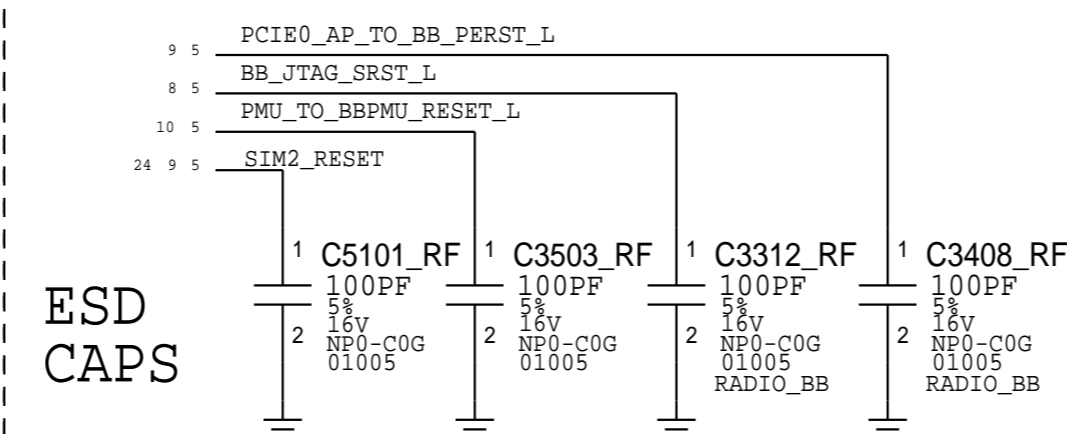 9 5 PCIE0_AP_TO_BB_PERST_L
8 5 BB_JTAG_SRST_L
10 5 PMU_TO_BBPMU_RESET_L
24 9 5 SIM2_RESET
ESD
CAPS
1 C5101_RF
100PF
5%
16V
2 NP0-C0G
01005
1 C3503_RF
100PF
5%
16V
2 NP0-C0G
01005
1 C3312_RF
100PF
5%
16V
2 NP0-C0G
01005
RADIO_BB
1 C3408_RF
100PF
5%
16V
2 NP0-C0G
01005
RADIO_BB